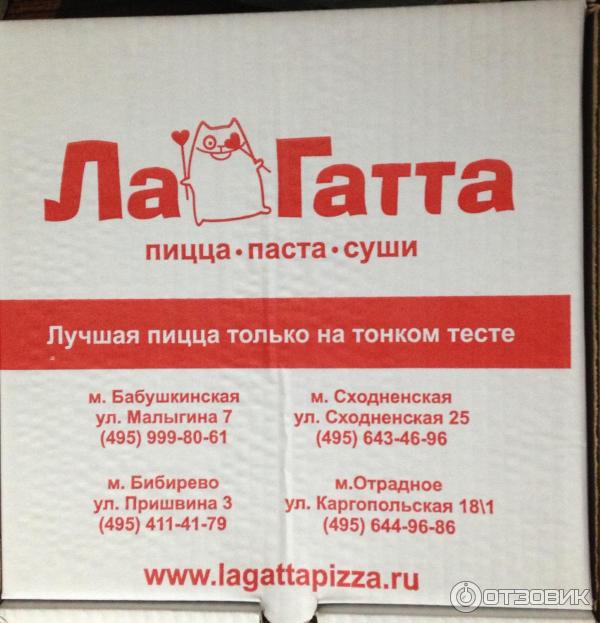 Ла Гатта
пицца • паста • суши
Лучшая пицца только на тонком тесте
м. Бабушкинская
ул. Малыгина 7
(495) 999-80-61
м. Сходненская
ул. Сходненская 25
(495) 643-46-96
м. Бибирево
ул. Пришвина 3
(495) 411-41-79
м.Отрадное
ул. Каргопольская 18\1
(495) 644-96-86
www.lagattapizza.ru
ОТЗОВИК